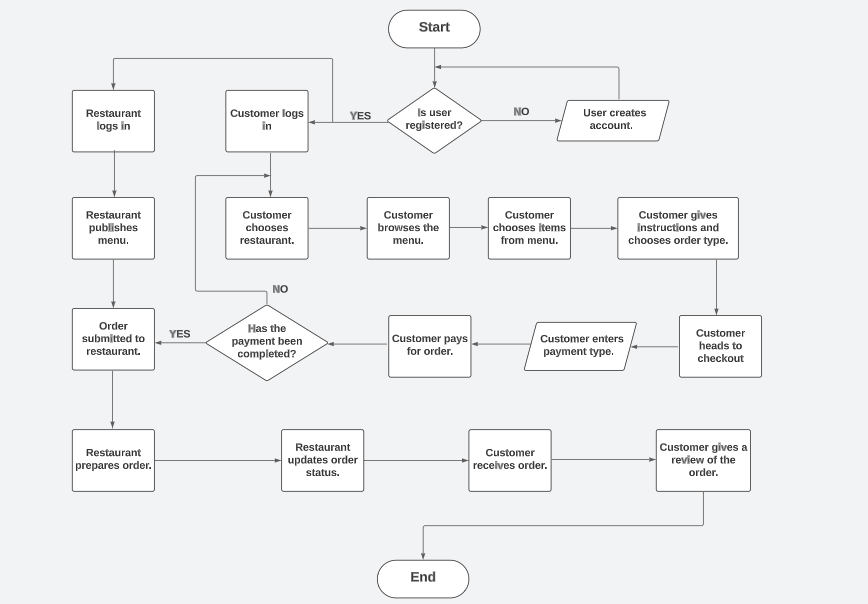 Start
Restaurant
logs in
Customer logs
in
YES
Is user
registered?
NO
User creates
account.
Restaurant
publishes
menu.
Customer
chooses
restaurant.
Customer
browses the
menu.
Customer
chooses items
from menu.
Customer gives
instructions and
chooses order type.
NO
Order
submitted to
restaurant.
YES
Has the
payment been
completed?
Customer pays
for order.
Customer enters
payment type.
Customer
heads to
checkout
Restaurant
prepares order.
Restaurant
updates order
status.
Customer
receives order.
Customer gives a
review of the
order.
End